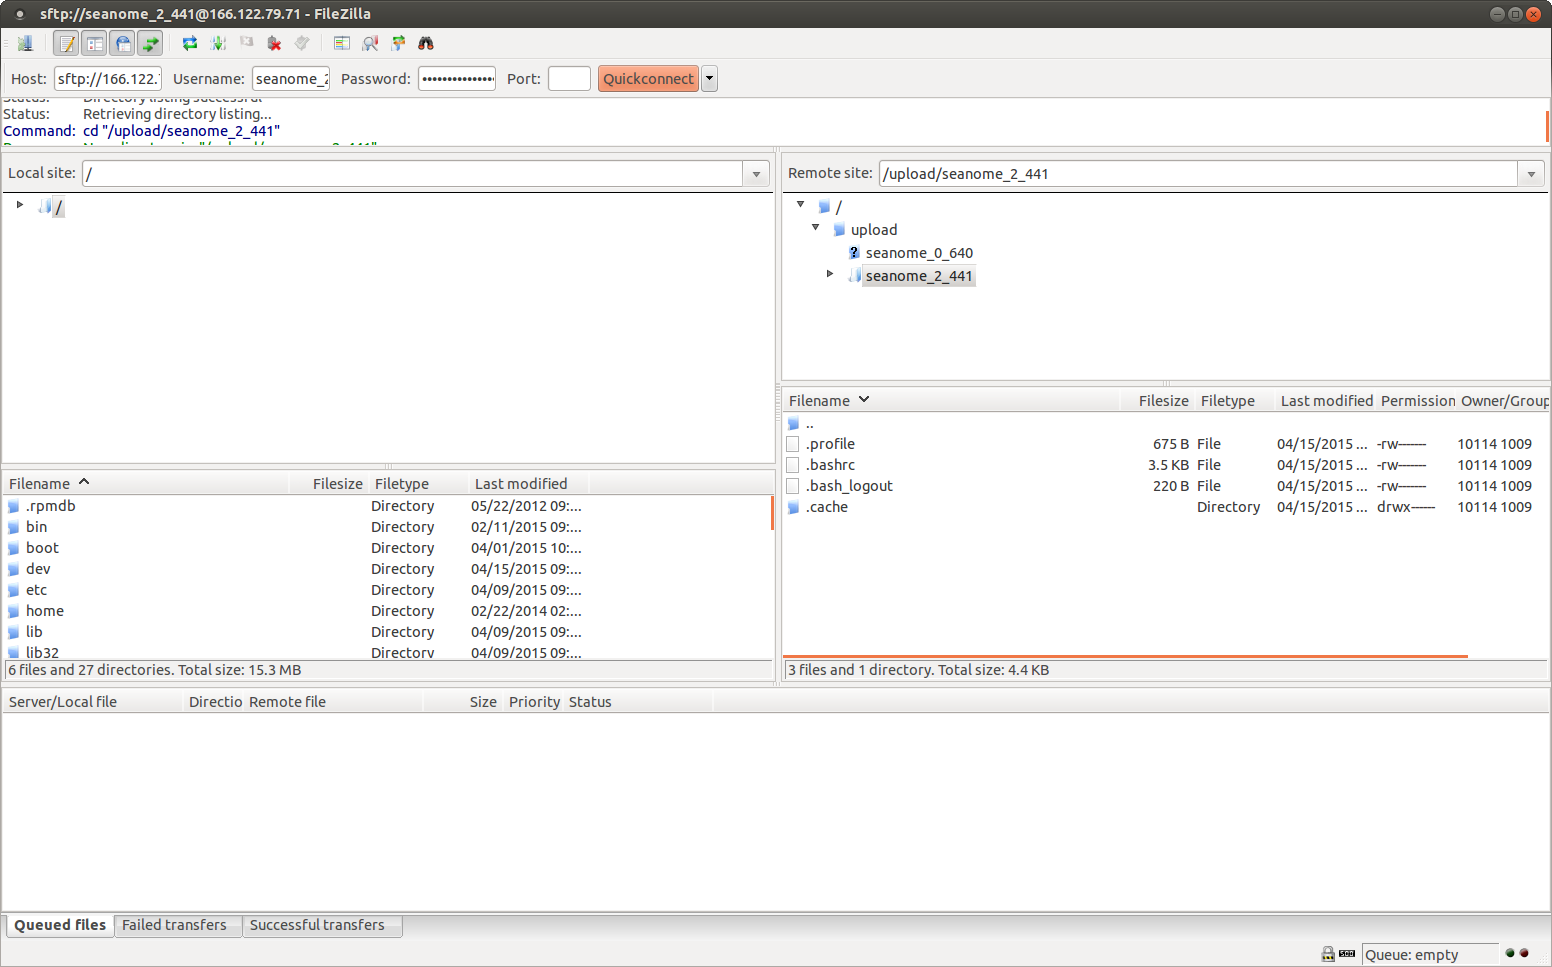 sftp://seanome_2_441@166.122.79.71 - FileZilla
Host: sftp://166.122. Username: seanome_2 Password: •••••••••••••• Port: Quickconnect
Status: Directory listing successful
Status: Retrieving directory listing...
Command: cd "/upload/seanome_2_441"
Local site: /
/
Filename Filesize Filetype Last modified
.rpmdb Directory 05/22/2012 09:...
bin Directory 02/11/2015 09:...
boot Directory 04/01/2015 10:...
dev Directory 04/15/2015 09:...
etc Directory 04/09/2015 09:...
home Directory 02/22/2014 02:...
lib Directory 04/09/2015 09:...
lib32 Directory 04/09/2015 09:...
6 files and 27 directories. Total size: 15.3 MB
Remote site: /upload/seanome_2_441
/
upload
? seanome_0_640
seanome_2_441
Filename Filesize Filetype Last modified Permission Owner/Group
..
.profile 675 B File 04/15/2015 ... -rw------- 10114 1009
.bashrc 3.5 KB File 04/15/2015 ... -rw------- 10114 1009
.bash_logout 220 B File 04/15/2015 ... -rw------- 10114 1009
.cache Directory 04/15/2015 ... drwx------ 10114 1009
3 files and 1 directory. Total size: 4.4 KB
Server/Local file Directio Remote file Size Priority Status
Queued files Failed transfers Successful transfers
Queue: empty